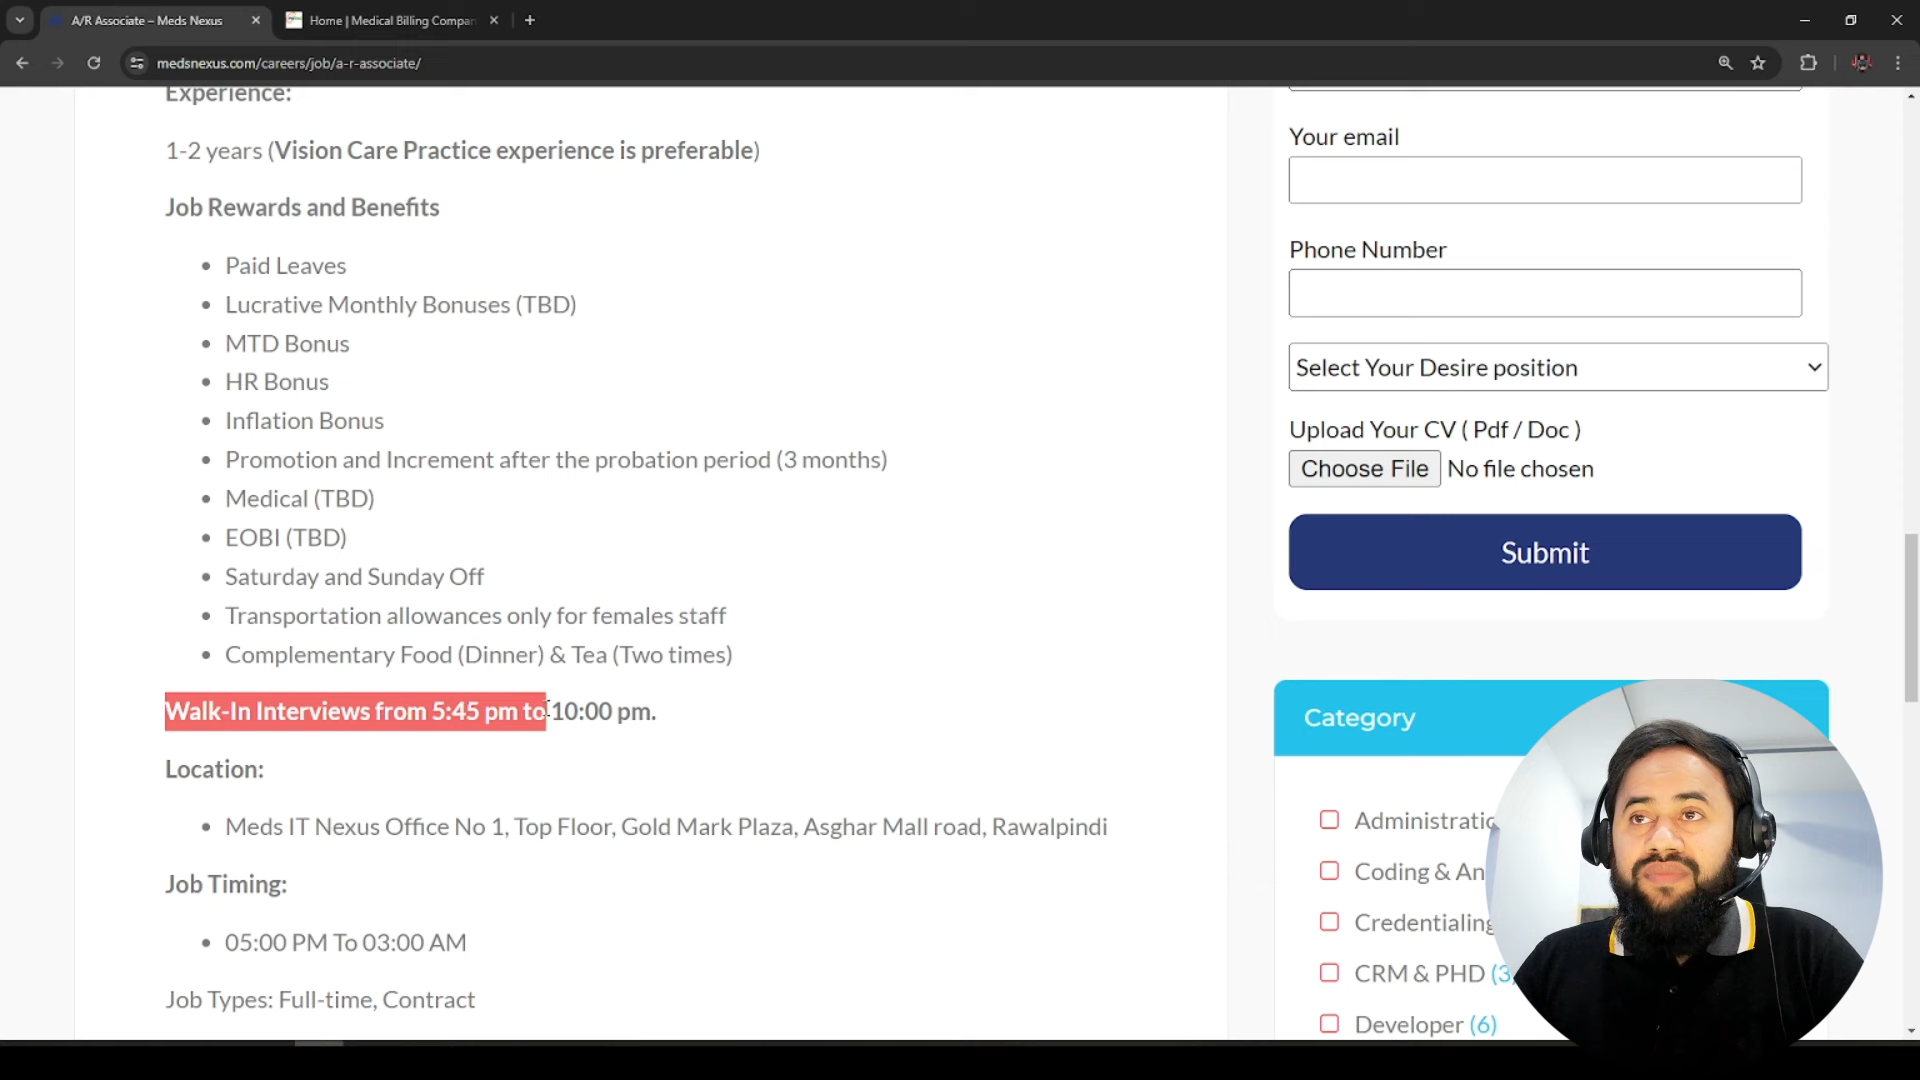 A/R Associate – Meds Nexus
Home | Medical Billing Compan
medsnexus.com/careers/job/a-r-associate/
Experience:
1-2 years (Vision Care Practice experience is preferable)
Job Rewards and Benefits
Paid Leaves
Lucrative Monthly Bonuses (TBD)
MTD Bonus
HR Bonus
Inflation Bonus
Promotion and Increment after the probation period (3 months)
Medical (TBD)
EOBI (TBD)
Saturday and Sunday Off
Transportation allowances only for females staff
Complementary Food (Dinner) & Tea (Two times)
Walk-In Interviews from 5:45 pm to 10:00 pm.
Location:
Meds IT Nexus Office No 1, Top Floor, Gold Mark Plaza, Asghar Mall road, Rawalpindi
Job Timing:
05:00 PM To 03:00 AM
Job Types: Full-time, Contract
Your email
Phone Number
Select Your Desire position
Upload Your CV ( Pdf / Doc )
Choose File No file chosen
Submit
Category
Administratio
Coding & An
Credentialing
CRM & PHD (3)
Developer (6)